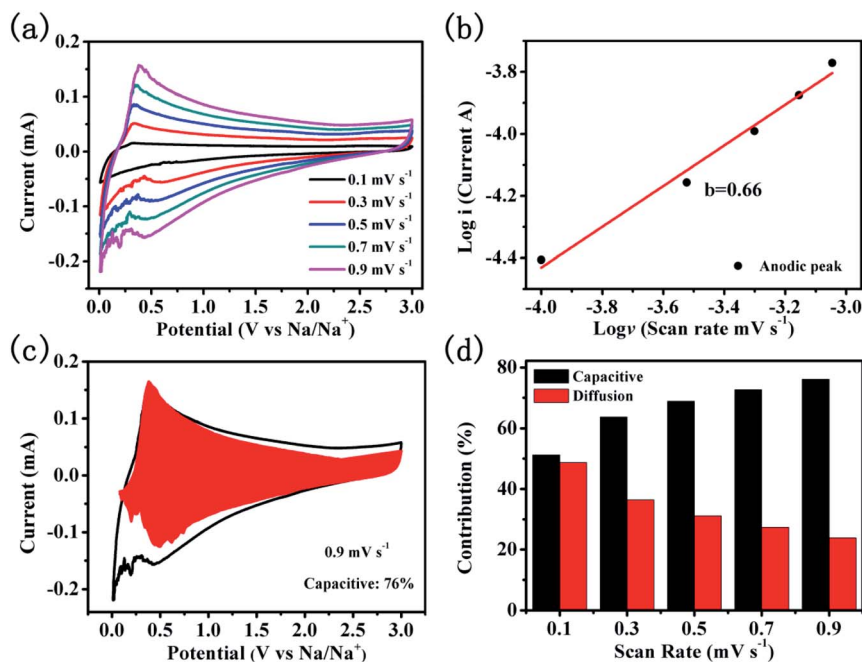 (a)
0.2
0.1
0.0
-0.1
-0.2
Current (mA)
0.1 mV s⁻¹
0.3 mV s⁻¹
0.5 mV s⁻¹
0.7 mV s⁻¹
0.9 mV s⁻¹
0.0 0.5 1.0 1.5 2.0 2.5 3.0
Potential (V vs Na/Na⁺)
(b)
-3.8
-4.0
-4.2
-4.4
Log i (Current A)
b=0.66
Anodic peak
-4.0 -3.8 -3.6 -3.4 -3.2 -3.0
Logv (Scan rate mV s⁻¹)
(c)
0.2
0.1
0.0
-0.1
-0.2
Current (mA)
0.9 mV s⁻¹
Capacitive: 76%
0.0 0.5 1.0 1.5 2.0 2.5 3.0
Potential (V vs Na/Na⁺)
(d)
80
60
40
20
0
Contribution (%)
Capacitive
Diffusion
0.1 0.3 0.5 0.7 0.9
Scan Rate (mV s⁻¹)